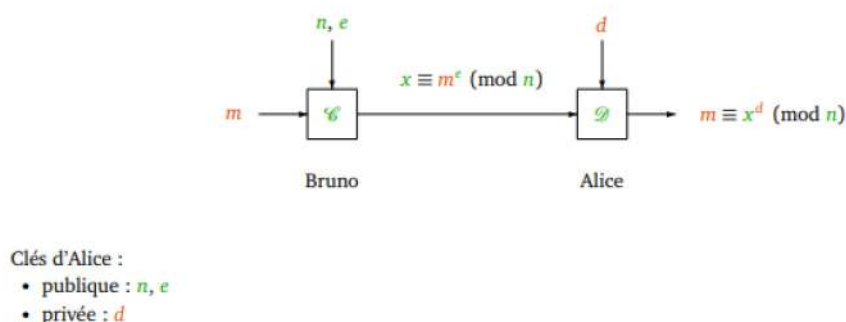 n, e
d
x ≡ m^e (mod n)
m
𝒞
𝒟
m ≡ x^d (mod n)
Bruno
Alice
Clés d'Alice :
• publique : n, e
• privée : d